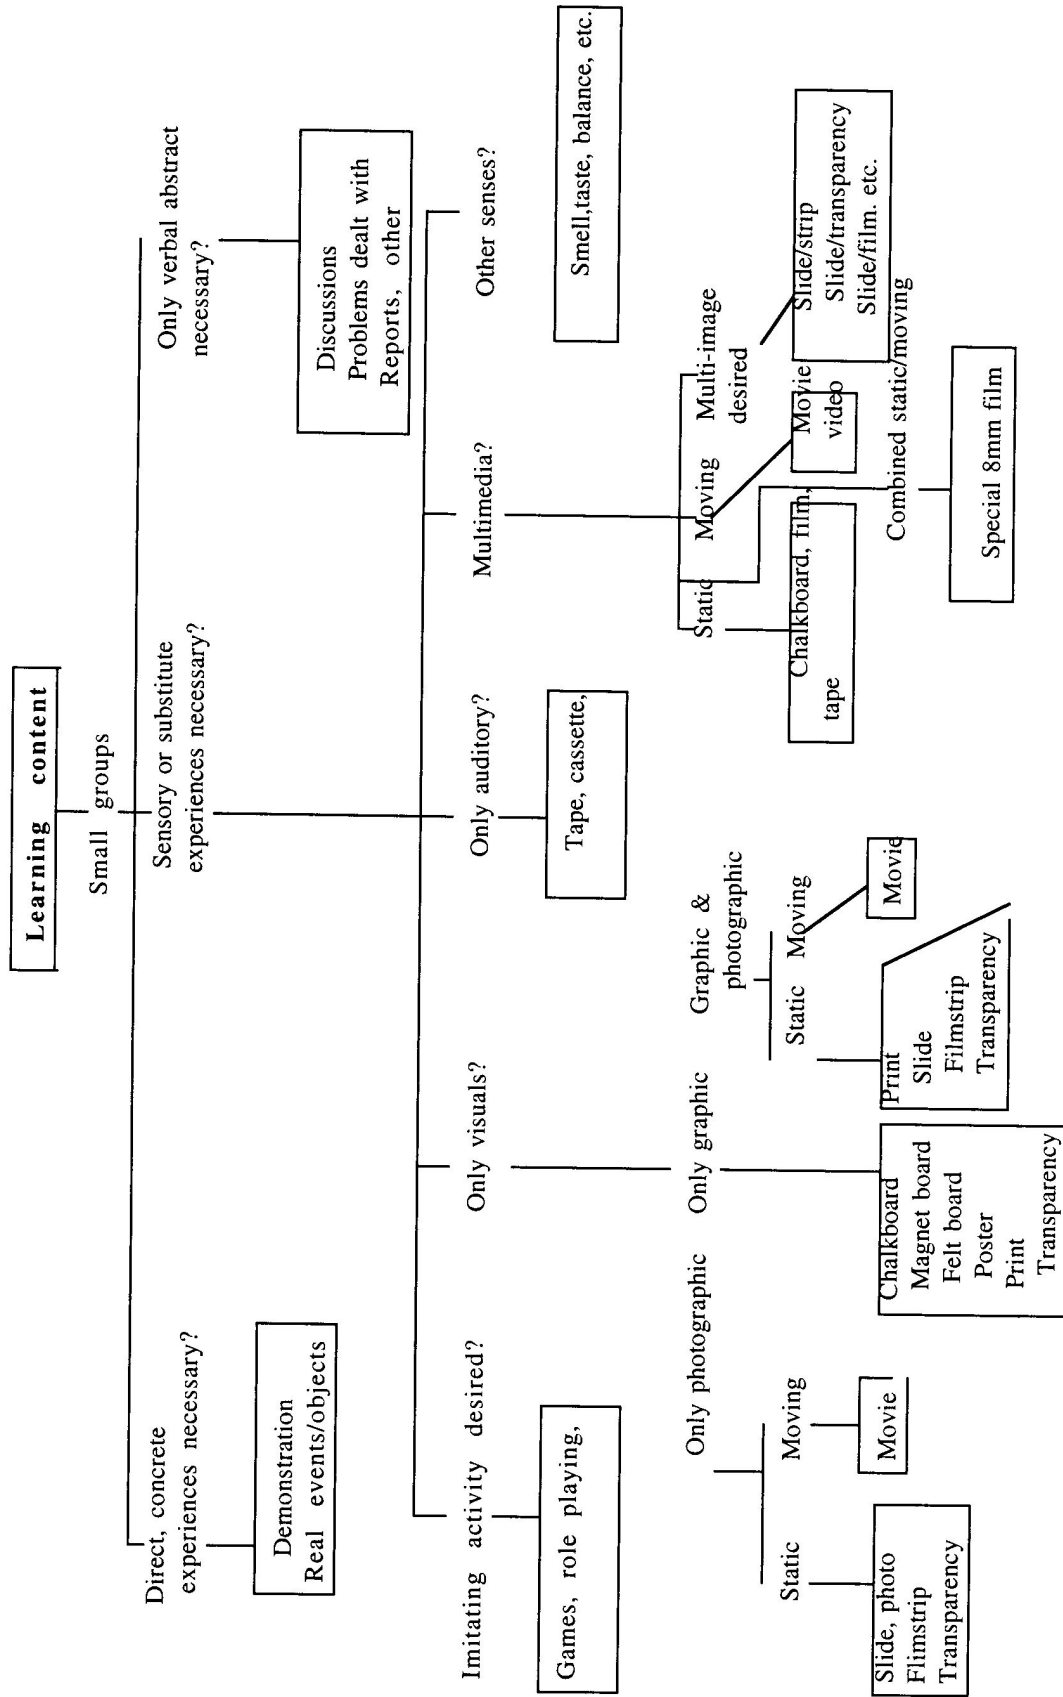 Learning content
Small groups
Direct, concrete
experiences necessary?
Sensory or substitute
experiences necessary?
Only verbal abstract
necessary?
Demonstration
Real events/objects
Discussions
Problems dealt with
Reports, other
Imitating activity desired?
Only visuals?
Only auditory?
Multimedia?
Other senses?
Games, role playing,
Tape, cassette,
Smell,taste, balance, etc.
Only photographic
Only graphic
Graphic &
photographic
Static
Moving
Static
Moving
Static
Moving
Multi-image
desired
Slide, photo
Flimstrip
Transparency
Movie
Chalkboard
Magnet board
Felt board
Poster
Print
Transparency
Print
Slide
Filmstrip
Transparency
Movie
Chalkboard, film,
tape
Movie
video
Slide/strip
Slide/transparency
Slide/film. etc.
Combined static/moving
Special 8mm film